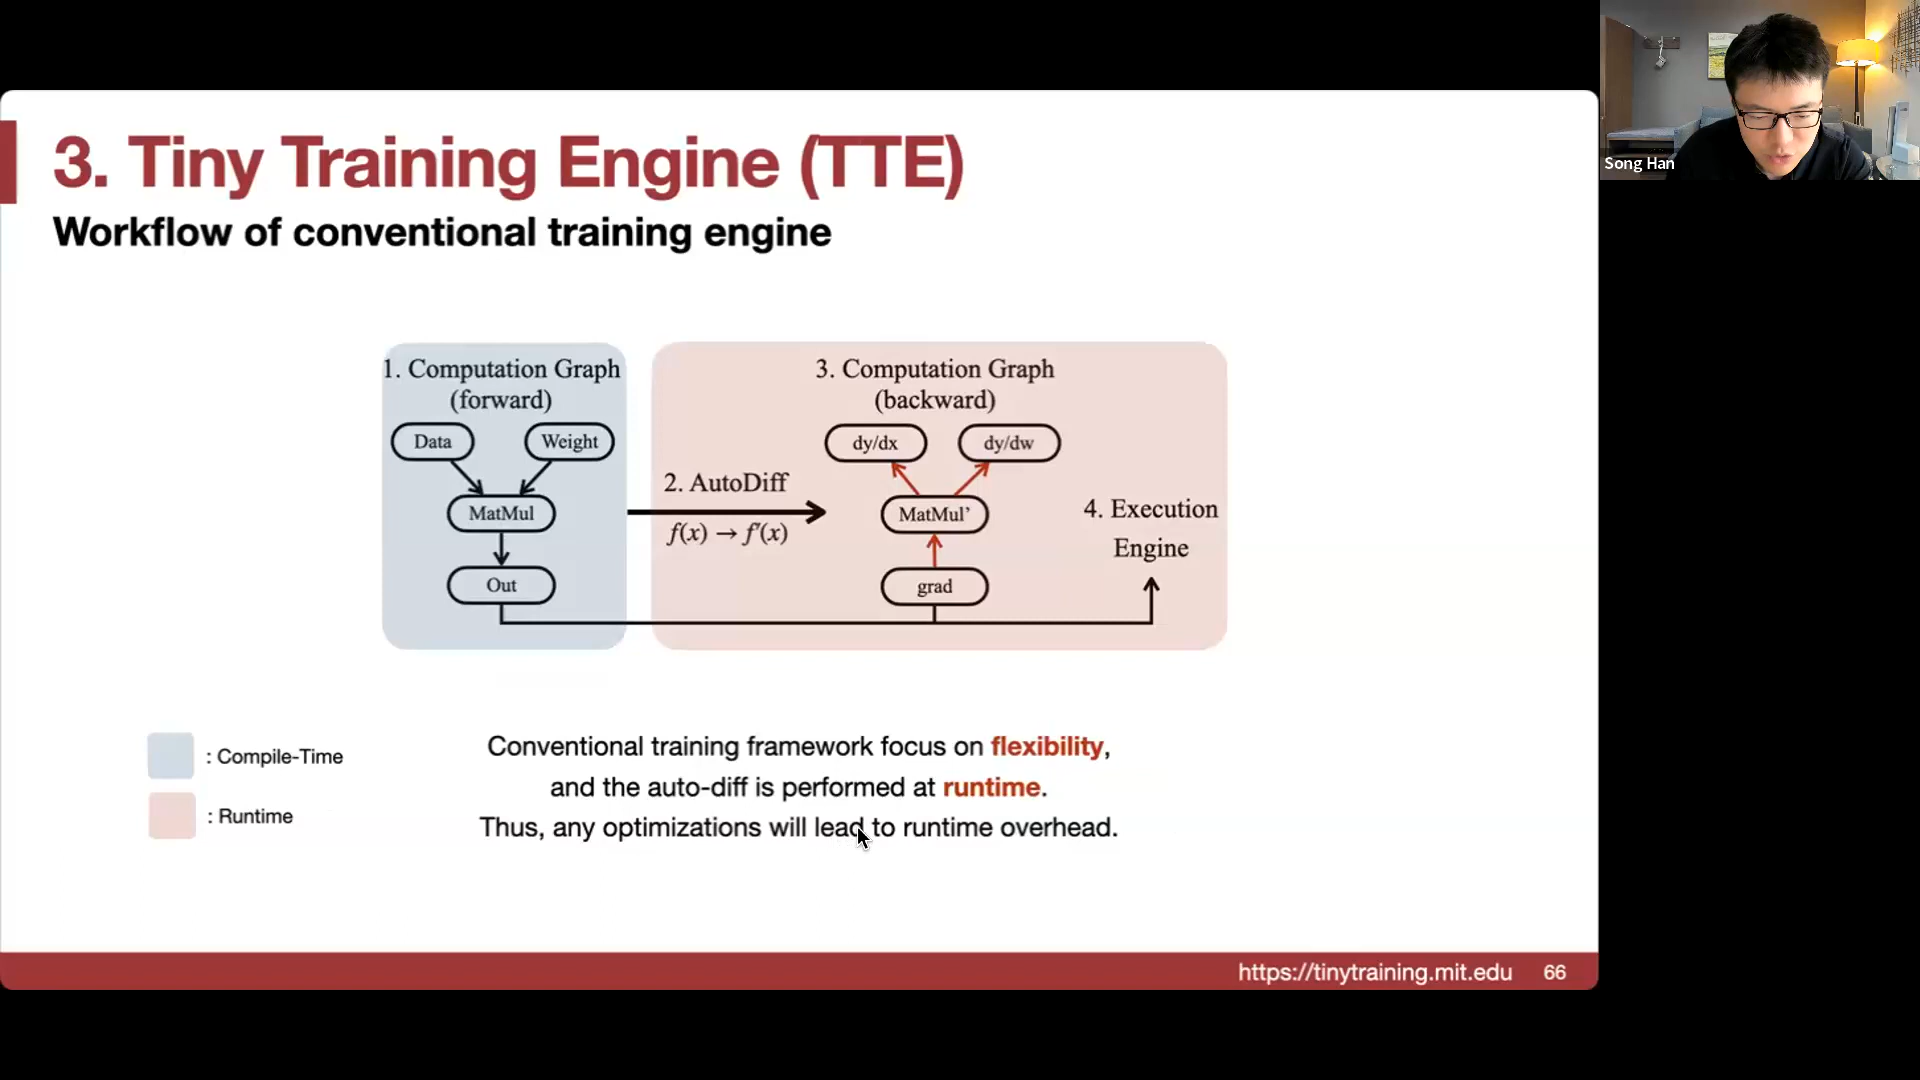 3. Tiny Training Engine (TTE)
Workflow of conventional training engine
1. Computation Graph
(forward)
Data
Weight
MatMul
Out
2. AutoDiff
f(x) → f'(x)
3. Computation Graph
(backward)
dy/dx
dy/dw
MatMul'
grad
4. Execution
Engine
: Compile-Time
: Runtime
Conventional training framework focus on flexibility,
and the auto-diff is performed at runtime.
Thus, any optimizations will lead to runtime overhead.
https://tinytraining.mit.edu 66
Song Han